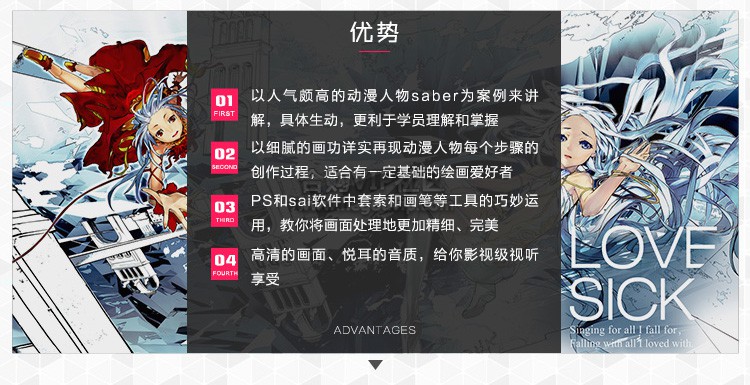 优势
01
FIRST
以人气颇高的动漫人物saber为案例来讲
解，具体生动，更利于学员理解和掌握
02
SECOND
以细腻的画功详实再现动漫人物每个步骤的
创作过程，适合有一定基础的绘画爱好者
03
THIRD
PS和sai软件中套索和画笔等工具的巧妙运
用，教你将画面处理地更加精细、完美
04
FOURTH
高清的画面、悦耳的音质，给你影视级视听
享受
ADVANTAGES
LOVE
SICK
Singing for all I fall for,
Falling with all I loved with.